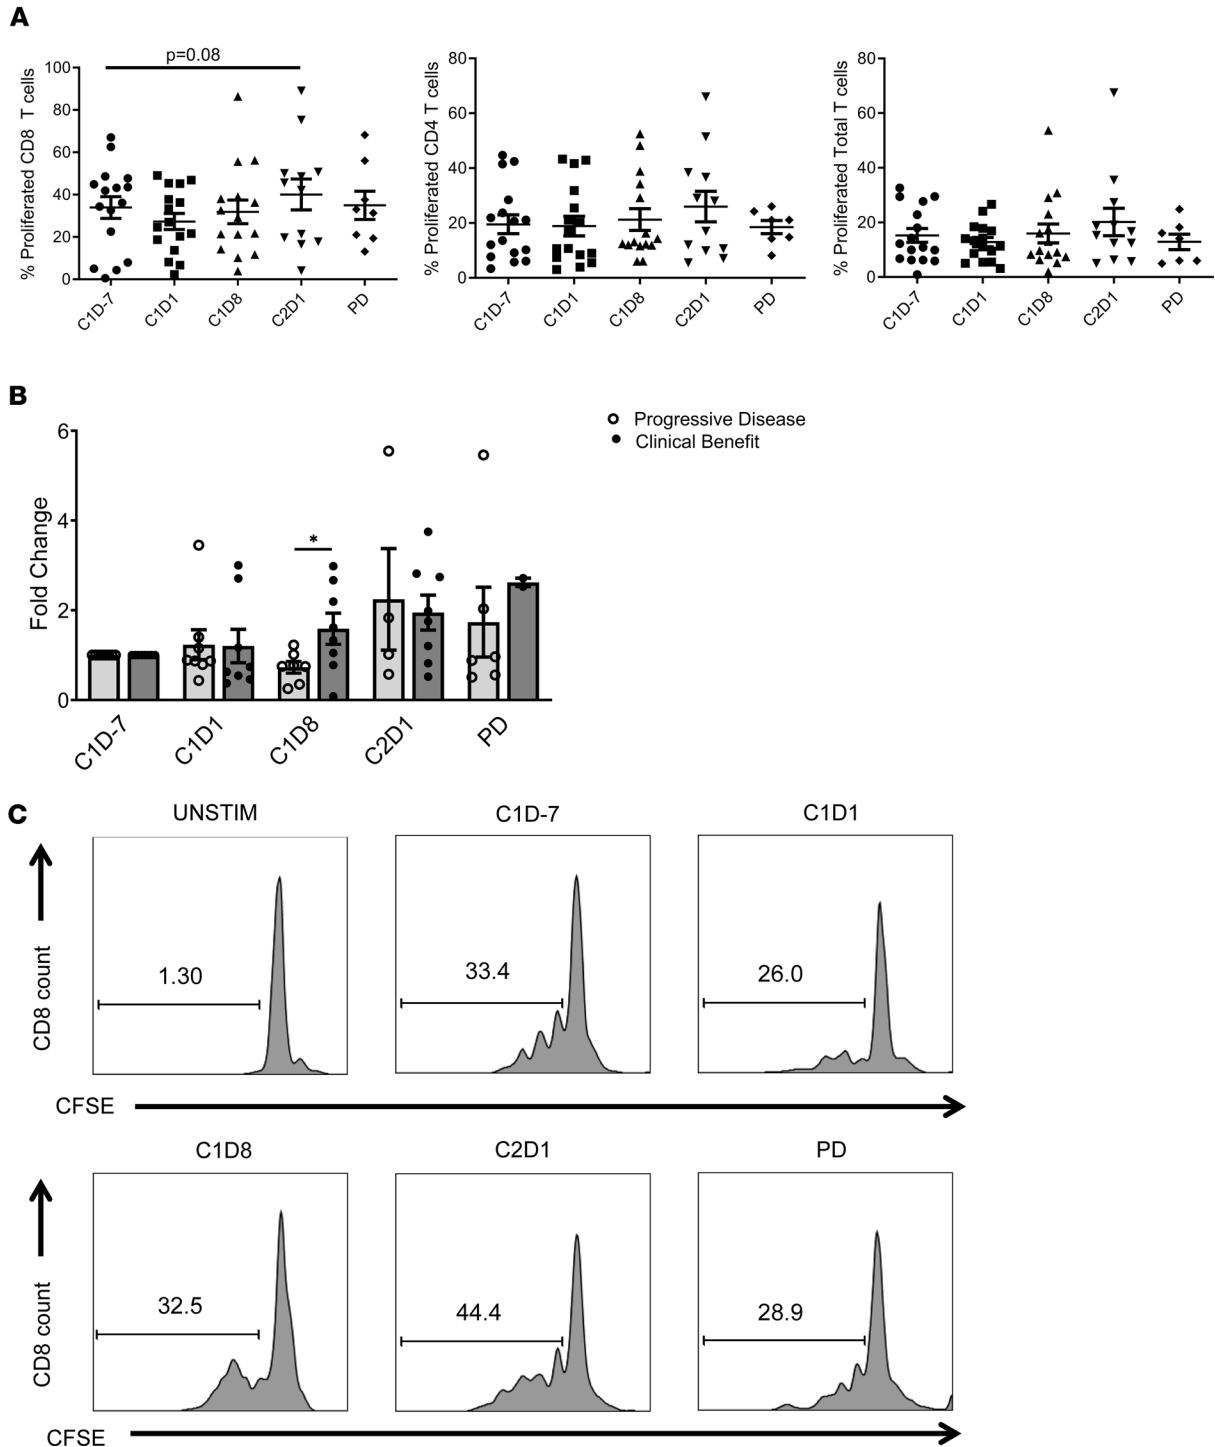 A
p=0.08
% Proliferated CD8 T cells
100
80
60
40
20
0
C1D-7
C1D1
C1D8
C2D1
PD
% Proliferated CD4 T cells
80
60
40
20
0
C1D-7
C1D1
C1D8
C2D1
PD
% Proliferated Total T cells
80
60
40
20
0
C1D-7
C1D1
C1D8
C2D1
PD
B
Progressive Disease
Clinical Benefit
Fold Change
6
4
2
0
*
C1D-7
C1D1
C1D8
C2D1
PD
C
UNSTIM
C1D-7
C1D1
CD8 count
1.30
33.4
26.0
CFSE
C1D8
C2D1
PD
CD8 count
32.5
44.4
28.9
CFSE